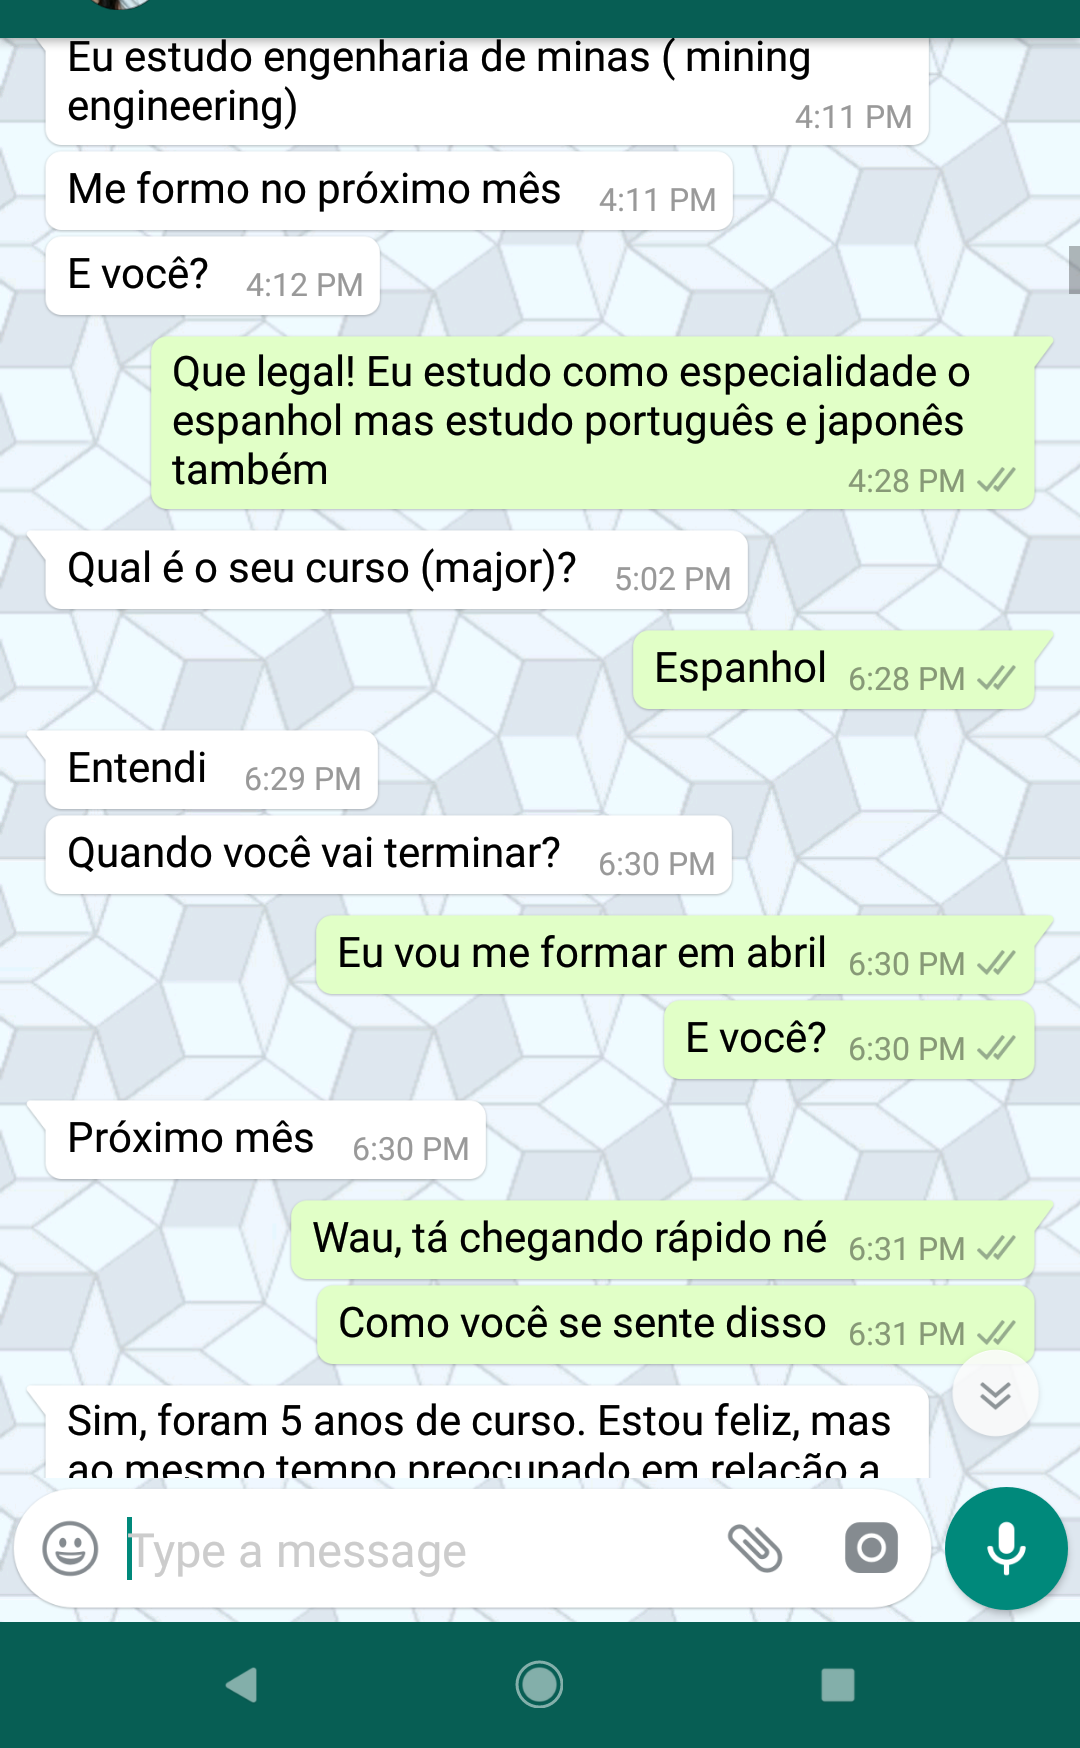 Eu estudo engenharia de minas ( mining
engineering)
4:11 PM
Me formo no próximo mês
4:11 PM
E você?
4:12 PM
Que legal! Eu estudo como especialidade o
espanhol mas estudo português e japonês
também
4:28 PM
Qual é o seu curso (major)?
5:02 PM
Espanhol
6:28 PM
Entendi
6:29 PM
Quando você vai terminar?
6:30 PM
Eu vou me formar em abril
6:30 PM
E você?
6:30 PM
Próximo mês
6:30 PM
Wau, tá chegando rápido né
6:31 PM
Como você se sente disso
6:31 PM
Sim, foram 5 anos de curso. Estou feliz, mas
ao mesmo tempo preocupado em relação a
Type a message